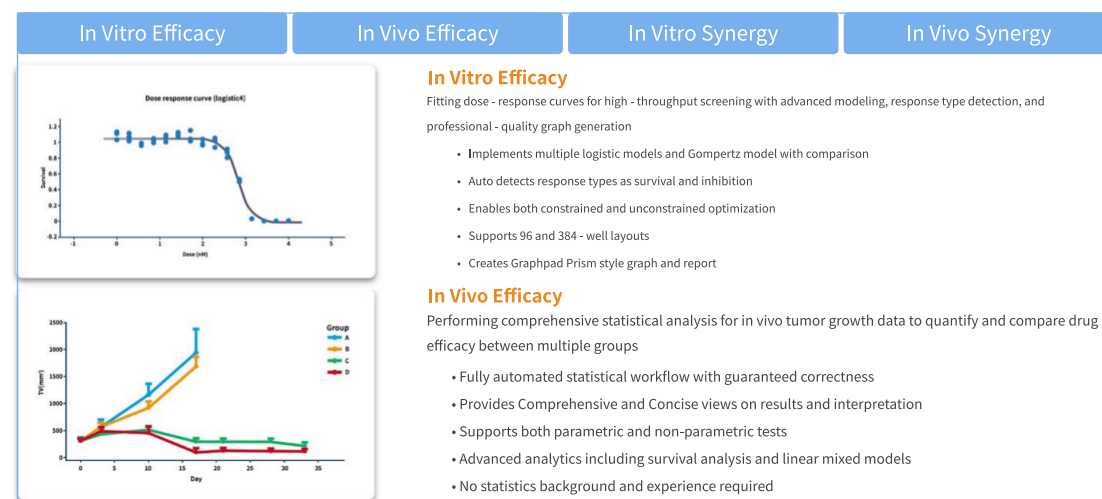 In Vitro Efficacy
In Vivo Efficacy
In Vitro Synergy
In Vivo Synergy
Dose response curve (logistic4)
Survival
1.2
1
0.8
0.6
0.4
0.2
0
-0.2
-1
0
1
2
3
4
5
Dose (nM)
In Vitro Efficacy
Fitting dose - response curves for high - throughput screening with advanced modeling, response type detection, and
professional - quality graph generation
• Implements multiple logistic models and Gompertz model with comparison
• Auto detects response types as survival and inhibition
• Enables both constrained and unconstrained optimization
• Supports 96 and 384 - well layouts
• Creates Graphpad Prism style graph and report
TV(mm³)
2500
2000
1500
1000
500
0
0
5
10
15
20
25
30
35
Day
Group
A
B
C
D
In Vivo Efficacy
Performing comprehensive statistical analysis for in vivo tumor growth data to quantify and compare drug
efficacy between multiple groups
• Fully automated statistical workflow with guaranteed correctness
• Provides Comprehensive and Concise views on results and interpretation
• Supports both parametric and non-parametric tests
• Advanced analytics including survival analysis and linear mixed models
• No statistics background and experience required